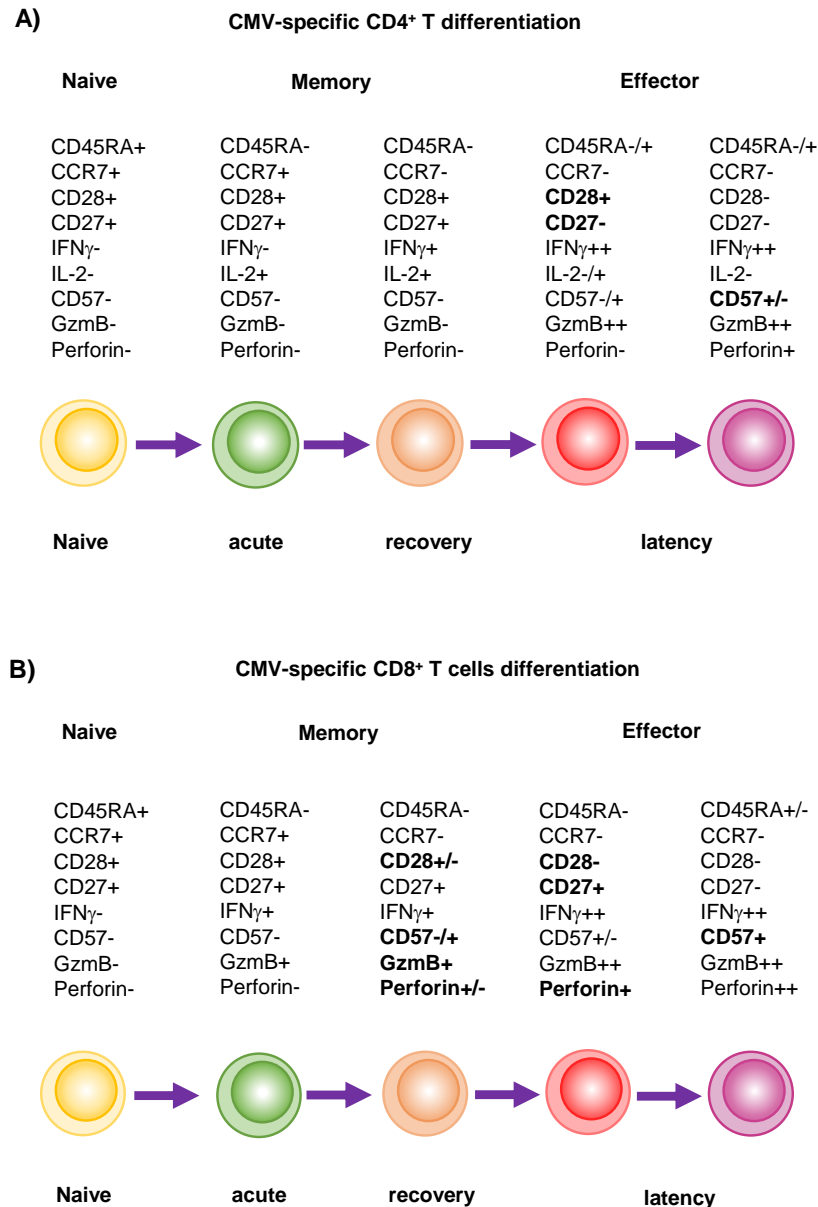 A)
CMV-specific CD4⁺ T differentiation
Naive Memory Effector
CD45RA+ CD45RA- CD45RA- CD45RA-/+ CD45RA-/+
CCR7+ CCR7+ CCR7- CCR7- CCR7-
CD28+ CD28+ CD28+ CD28+ CD28-
CD27+ CD27+ CD27+ CD27- CD27-
IFNγ- IFNγ- IFNγ+ IFNγ++ IFNγ++
IL-2- IL-2+ IL-2+ IL-2-/+ IL-2-
CD57- CD57- CD57- CD57-/+ CD57+/-
GzmB- GzmB- GzmB- GzmB++ GzmB++
Perforin- Perforin- Perforin- Perforin- Perforin+
Naive acute recovery latency
B)
CMV-specific CD8⁺ T cells differentiation
Naive Memory Effector
CD45RA+ CD45RA- CD45RA- CD45RA- CD45RA+/-
CCR7+ CCR7+ CCR7- CCR7- CCR7-
CD28+ CD28+ CD28+/- CD28- CD28-
CD27+ CD27+ CD27+ CD27+ CD27-
IFNγ- IFNγ+ IFNγ+ IFNγ++ IFNγ++
CD57- CD57- CD57-/+ CD57+/- CD57+
GzmB- GzmB+ GzmB+ GzmB++ GzmB++
Perforin- Perforin- Perforin+/- Perforin+ Perforin++
Naive acute recovery latency